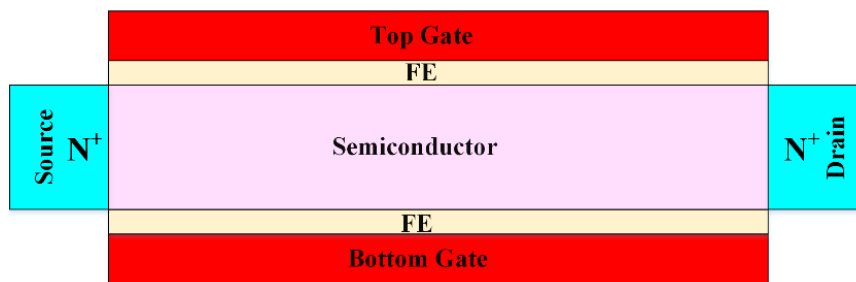 Top Gate
FE
Source
N+
Semiconductor
N+
Drain
FE
Bottom Gate